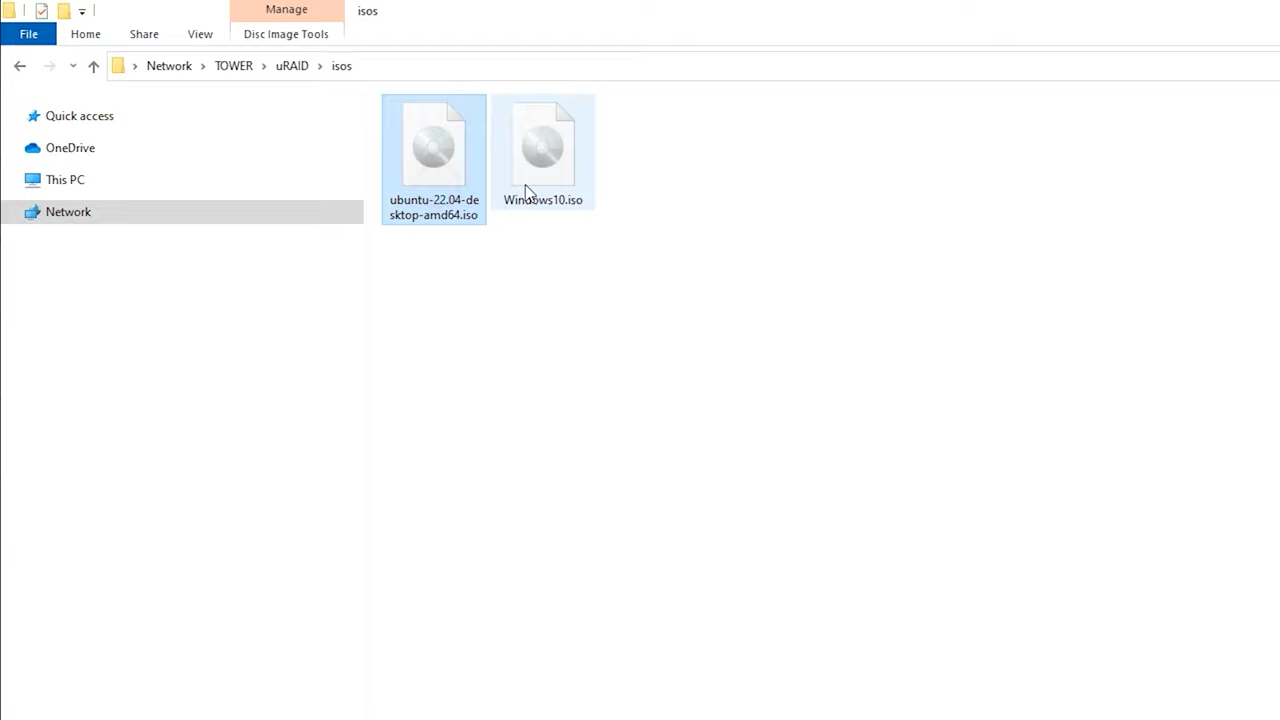 Manage
isos
File
Home
Share
View
Disc Image Tools
Network
TOWER
uRAID
isos
Quick access
OneDrive
This PC
Network
ubuntu-22.04-de
sktop-amd64.iso
Windows10.iso